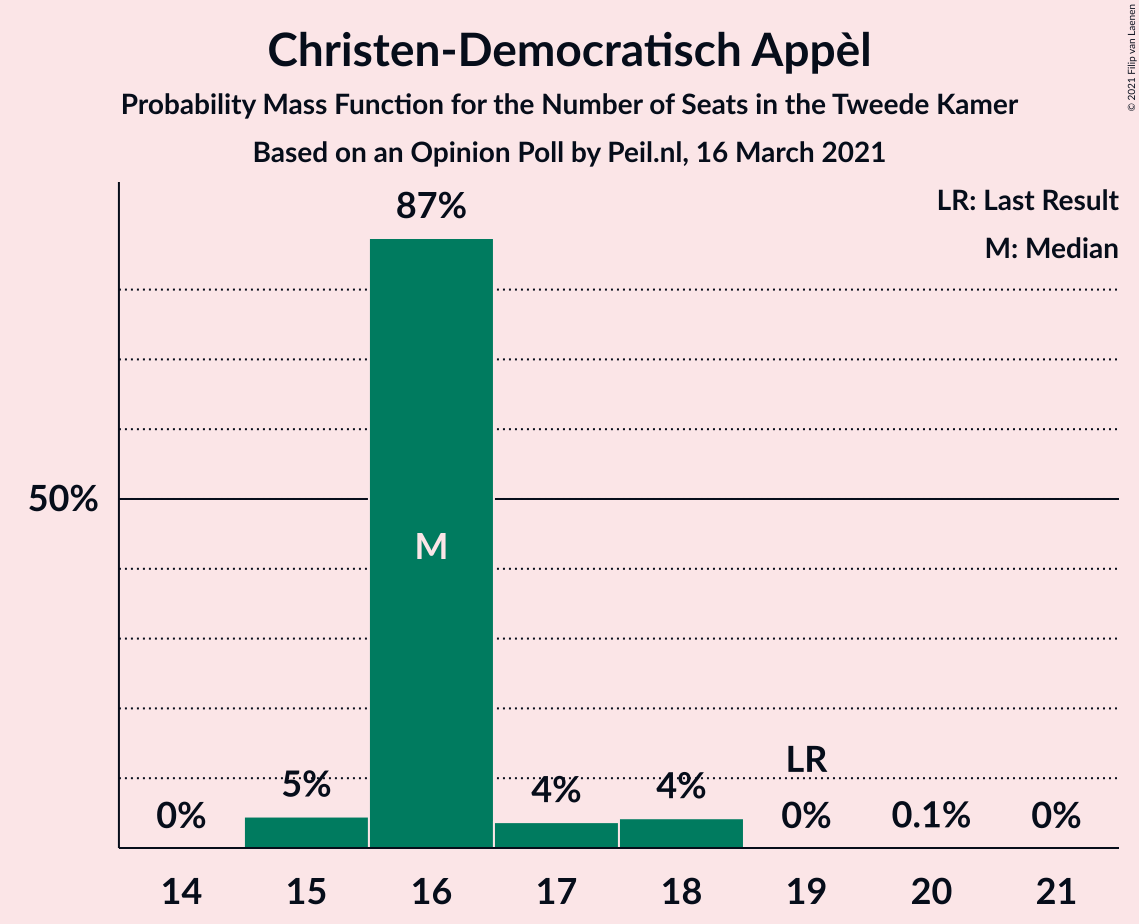 Christen-Democratisch Appèl
Probability Mass Function for the Number of Seats in the Tweede Kamer
Based on an Opinion Poll by Peil.nl, 16 March 2021
© 2021 Filip van Laenen
LR: Last Result
M: Median
87%
50%
M
LR
0%
5%
4%
4%
0%
0.1%
0%
14 15 16 17 18 19 20 21